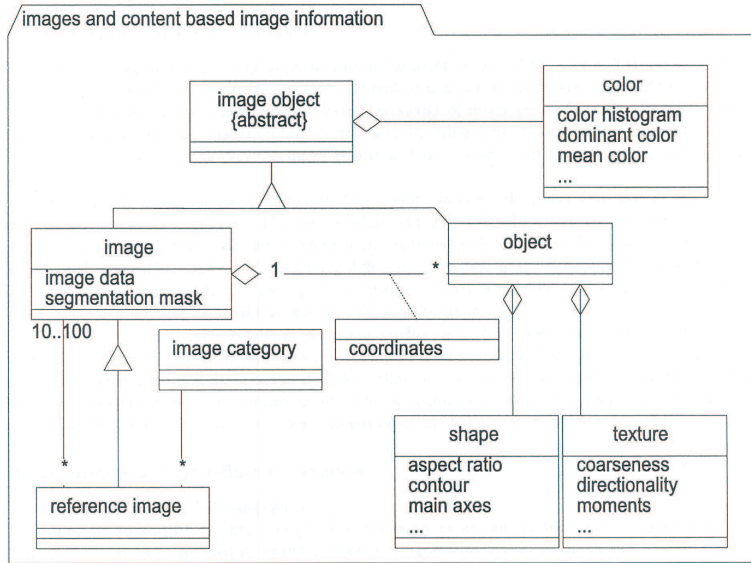 images and content based image information
image object
{abstract}
color
color histogram
dominant color
mean color
...
image
image data
segmentation mask
1
*
object
10..100
image category
coordinates
*
*
reference image
shape
aspect ratio
contour
main axes
...
texture
coarseness
directionality
moments
...